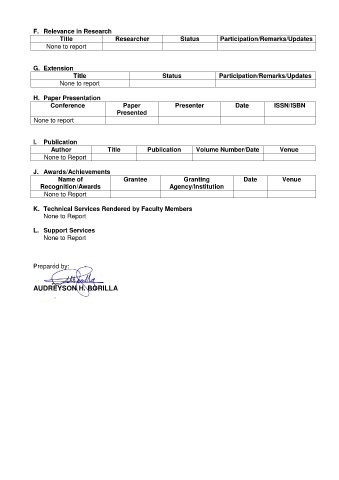 F. Relevance in Research
Title Researcher Status Participation/Remarks/Updates
None to report
G. Extension
Title Status Participation/Remarks/Updates
None to report
H. Paper Presentation
Conference Paper Presented Presenter Date ISSN/ISBN
None to report
I. Publication
Author Title Publication Volume Number/Date Venue
None to Report
J. Awards/Achievements
Name of Recognition/Awards Grantee Granting Agency/Institution Date Venue
None to Report
K. Technical Services Rendered by Faculty Members
None to Report
L. Support Services
None to Report
Prepared by:
AUDREYSON H. BORILLA